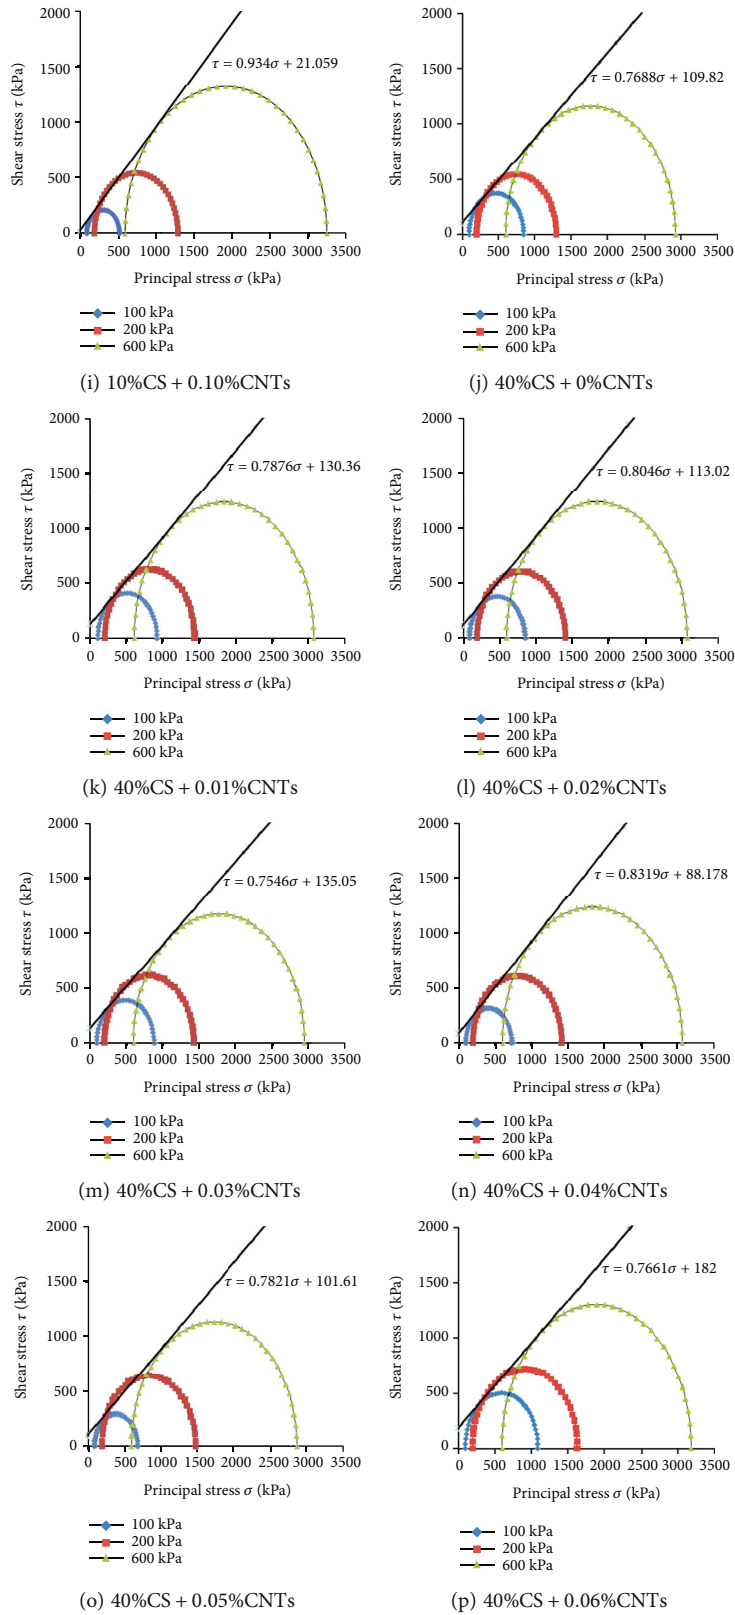 2000
1500
1000
500
0
Shear stress τ (kPa)
τ = 0.934σ + 21.059
0 500 1000 1500 2000 2500 3000 3500
Principal stress σ (kPa)
100 kPa
200 kPa
600 kPa
(i) 10%CS + 0.10%CNTs
2000
1500
1000
500
0
Shear stress τ (kPa)
τ = 0.7688σ + 109.82
0 500 1000 1500 2000 2500 3000 3500
Principal stress σ (kPa)
100 kPa
200 kPa
600 kPa
(j) 40%CS + 0%CNTs
2000
1500
1000
500
0
Shear stress τ (kPa)
τ = 0.7876σ + 130.36
0 500 1000 1500 2000 2500 3000 3500
Principal stress σ (kPa)
100 kPa
200 kPa
600 kPa
(k) 40%CS + 0.01%CNTs
2000
1500
1000
500
0
Shear stress τ (kPa)
τ = 0.8046σ + 113.02
0 500 1000 1500 2000 2500 3000 3500
Principal stress σ (kPa)
100 kPa
200 kPa
600 kPa
(l) 40%CS + 0.02%CNTs
2000
1500
1000
500
0
Shear stress τ (kPa)
τ = 0.7546σ + 135.05
0 500 1000 1500 2000 2500 3000 3500
Principal stress σ (kPa)
100 kPa
200 kPa
600 kPa
(m) 40%CS + 0.03%CNTs
2000
1500
1000
500
0
Shear stress τ (kPa)
τ = 0.8319σ + 88.178
0 500 1000 1500 2000 2500 3000 3500
Principal stress σ (kPa)
100 kPa
200 kPa
600 kPa
(n) 40%CS + 0.04%CNTs
2000
1500
1000
500
0
Shear stress τ (kPa)
τ = 0.7821σ + 101.61
0 500 1000 1500 2000 2500 3000 3500
Principal stress σ (kPa)
100 kPa
200 kPa
600 kPa
(o) 40%CS + 0.05%CNTs
2000
1500
1000
500
0
Shear stress τ (kPa)
τ = 0.7661σ + 182
0 500 1000 1500 2000 2500 3000 3500
Principal stress σ (kPa)
100 kPa
200 kPa
600 kPa
(p) 40%CS + 0.06%CNTs